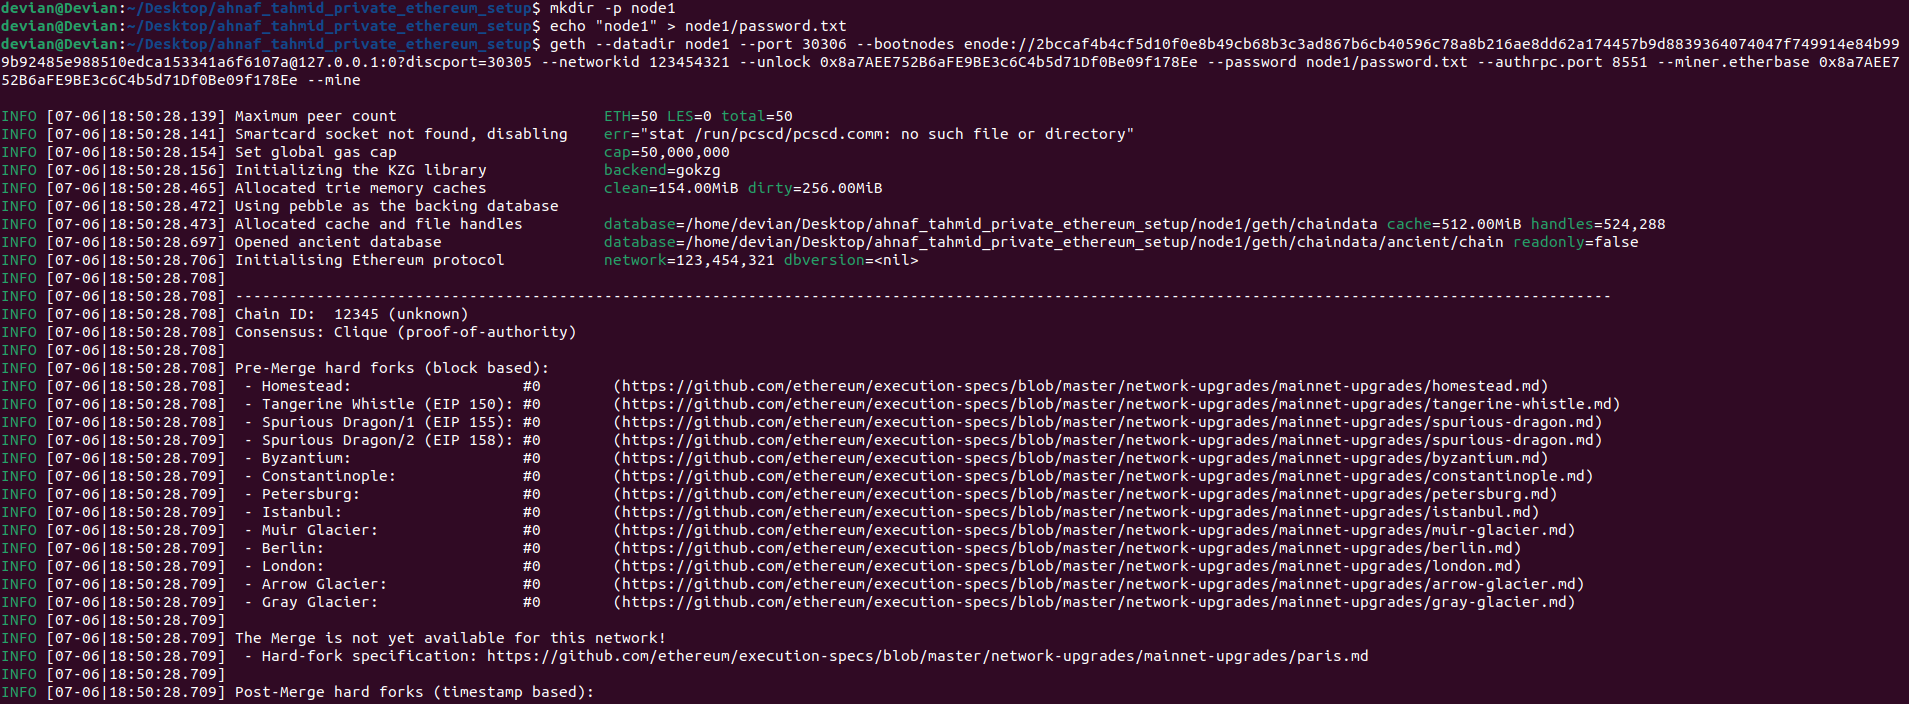 devian@Devian:~/Desktop/ahnaf_tahmid_private_ethereum_setup$ mkdir -p node1
devian@Devian:~/Desktop/ahnaf_tahmid_private_ethereum_setup$ echo "node1" > node1/password.txt
devian@Devian:~/Desktop/ahnaf_tahmid_private_ethereum_setup$ geth --datadir node1 --port 30306 --bootnodes enode://2bccaf4b4cf5d10f0e8b49cb68b3c3ad867b6cb40596c78a8b216ae8dd62a174457b9d8839364074047f749914e84b99
9b92485e988510edca153341a6f6107a@127.0.0.1:0?discport=30305 --networkid 123454321 --unlock 0x8a7AEE752B6aFE9BE3c6C4b5d71Df0Be09f178Ee --password node1/password.txt --authrpc.port 8551 --miner.etherbase 0x8a7AEE7
52B6aFE9BE3c6C4b5d71Df0Be09f178Ee --mine
INFO [07-06|18:50:28.139] Maximum peer count ETH=50 LES=0 total=50
INFO [07-06|18:50:28.141] Smartcard socket not found, disabling err="stat /run/pcscd/pcscd.comm: no such file or directory"
INFO [07-06|18:50:28.154] Set global gas cap cap=50,000,000
INFO [07-06|18:50:28.156] Initializing the KZG library backend=gokzg
INFO [07-06|18:50:28.465] Allocated trie memory caches clean=154.00MiB dirty=256.00MiB
INFO [07-06|18:50:28.472] Using pebble as the backing database
INFO [07-06|18:50:28.473] Allocated cache and file handles database=/home/devian/Desktop/ahnaf_tahmid_private_ethereum_setup/node1/geth/chaindata cache=512.00MiB handles=524,288
INFO [07-06|18:50:28.697] Opened ancient database database=/home/devian/Desktop/ahnaf_tahmid_private_ethereum_setup/node1/geth/chaindata/ancient/chain readonly=false
INFO [07-06|18:50:28.706] Initialising Ethereum protocol network=123,454,321 dbversion=<nil>
INFO [07-06|18:50:28.708]
INFO [07-06|18:50:28.708] ---------------------------------------------------------------------------------------------------------------------------------------------------------
INFO [07-06|18:50:28.708] Chain ID:  12345 (unknown)
INFO [07-06|18:50:28.708] Consensus: Clique (proof-of-authority)
INFO [07-06|18:50:28.708]
INFO [07-06|18:50:28.708] Pre-Merge hard forks (block based):
INFO [07-06|18:50:28.708]  - Homestead: #0 (https://github.com/ethereum/execution-specs/blob/master/network-upgrades/mainnet-upgrades/homestead.md)
INFO [07-06|18:50:28.708]  - Tangerine Whistle (EIP 150): #0 (https://github.com/ethereum/execution-specs/blob/master/network-upgrades/mainnet-upgrades/tangerine-whistle.md)
INFO [07-06|18:50:28.708]  - Spurious Dragon/1 (EIP 155): #0 (https://github.com/ethereum/execution-specs/blob/master/network-upgrades/mainnet-upgrades/spurious-dragon.md)
INFO [07-06|18:50:28.709]  - Spurious Dragon/2 (EIP 158): #0 (https://github.com/ethereum/execution-specs/blob/master/network-upgrades/mainnet-upgrades/spurious-dragon.md)
INFO [07-06|18:50:28.709]  - Byzantium: #0 (https://github.com/ethereum/execution-specs/blob/master/network-upgrades/mainnet-upgrades/byzantium.md)
INFO [07-06|18:50:28.709]  - Constantinople: #0 (https://github.com/ethereum/execution-specs/blob/master/network-upgrades/mainnet-upgrades/constantinople.md)
INFO [07-06|18:50:28.709]  - Petersburg: #0 (https://github.com/ethereum/execution-specs/blob/master/network-upgrades/mainnet-upgrades/petersburg.md)
INFO [07-06|18:50:28.709]  - Istanbul: #0 (https://github.com/ethereum/execution-specs/blob/master/network-upgrades/mainnet-upgrades/istanbul.md)
INFO [07-06|18:50:28.709]  - Muir Glacier: #0 (https://github.com/ethereum/execution-specs/blob/master/network-upgrades/mainnet-upgrades/muir-glacier.md)
INFO [07-06|18:50:28.709]  - Berlin: #0 (https://github.com/ethereum/execution-specs/blob/master/network-upgrades/mainnet-upgrades/berlin.md)
INFO [07-06|18:50:28.709]  - London: #0 (https://github.com/ethereum/execution-specs/blob/master/network-upgrades/mainnet-upgrades/london.md)
INFO [07-06|18:50:28.709]  - Arrow Glacier: #0 (https://github.com/ethereum/execution-specs/blob/master/network-upgrades/mainnet-upgrades/arrow-glacier.md)
INFO [07-06|18:50:28.709]  - Gray Glacier: #0 (https://github.com/ethereum/execution-specs/blob/master/network-upgrades/mainnet-upgrades/gray-glacier.md)
INFO [07-06|18:50:28.709]
INFO [07-06|18:50:28.709] The Merge is not yet available for this network!
INFO [07-06|18:50:28.709]  - Hard-fork specification: https://github.com/ethereum/execution-specs/blob/master/network-upgrades/mainnet-upgrades/paris.md
INFO [07-06|18:50:28.709]
INFO [07-06|18:50:28.709] Post-Merge hard forks (timestamp based):